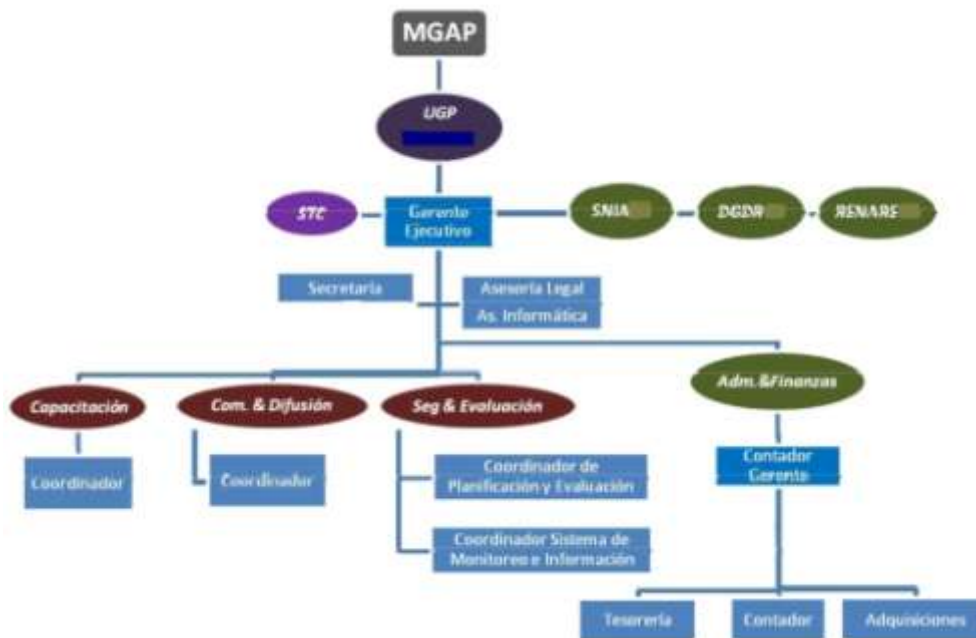 MGAP
UGP
STC
Gerente
Ejecutivo
SNIA
DGDR
RENARE
Secretaría
Asesoría Legal
As. Informática
Adm.&Finanzas
Capacitación
Com. & Difusión
Seg & Evaluación
Coordinador
Coordinador
Coordinador de
Planificación y Evaluación
Contador
Gerente
Coordinador Sistema de
Monitoreo e Información
Tesorería
Contador
Adquisiciones